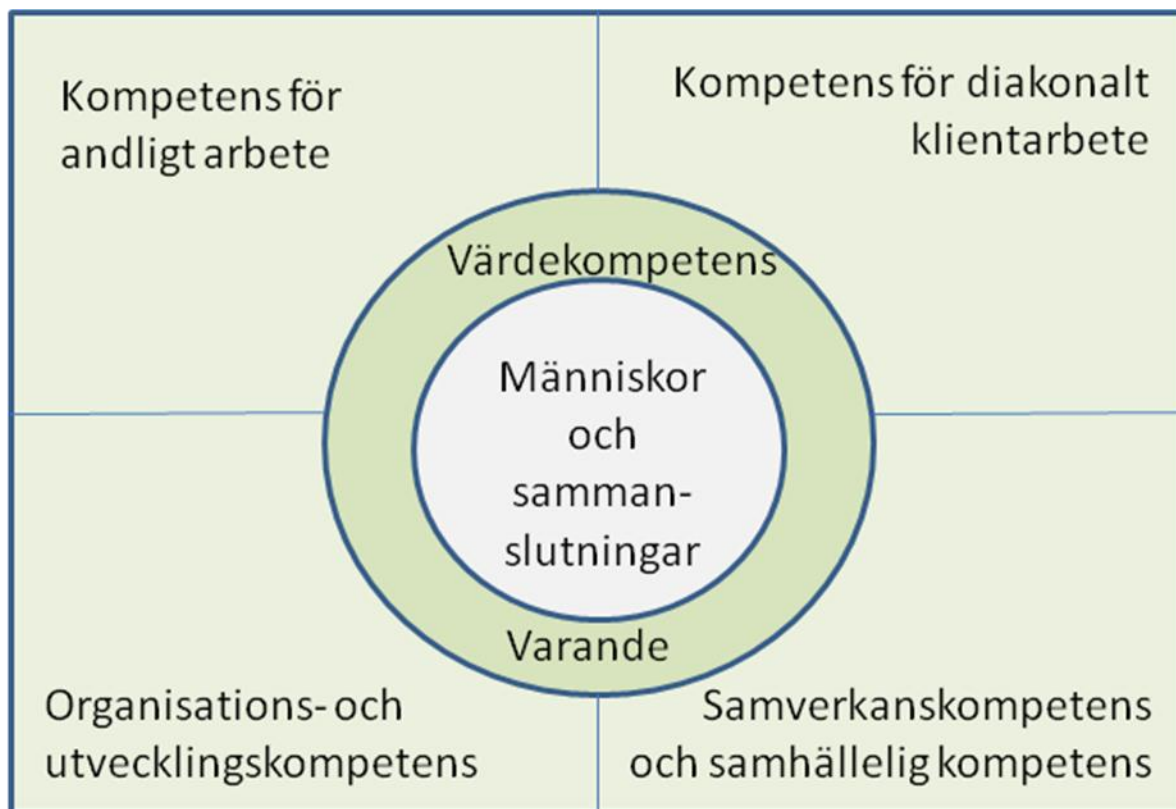 Kompetens för
andligt arbete
Kompetens för diakonalt
klientarbete
Värdekompetens
Människor
och
samman-
slutningar
Varande
Organisations- och
utvecklingskompetens
Samverkanskompetens
och samhällelig kompetens